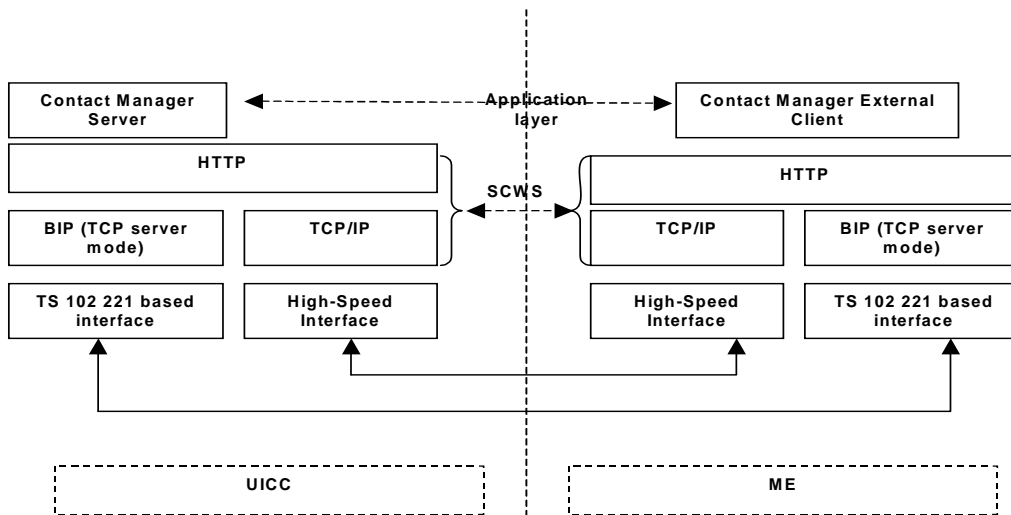 Contact Manager
Server
Application
layer
Contact Manager External
Client
HTTP
HTTP
SCWS
BIP (TCP server
mode)
TCP/IP
TCP/IP
BIP (TCP server
mode)
TS 102 221 based
interface
High-Speed
Interface
High-Speed
Interface
TS 102 221 based
interface
UICC
ME